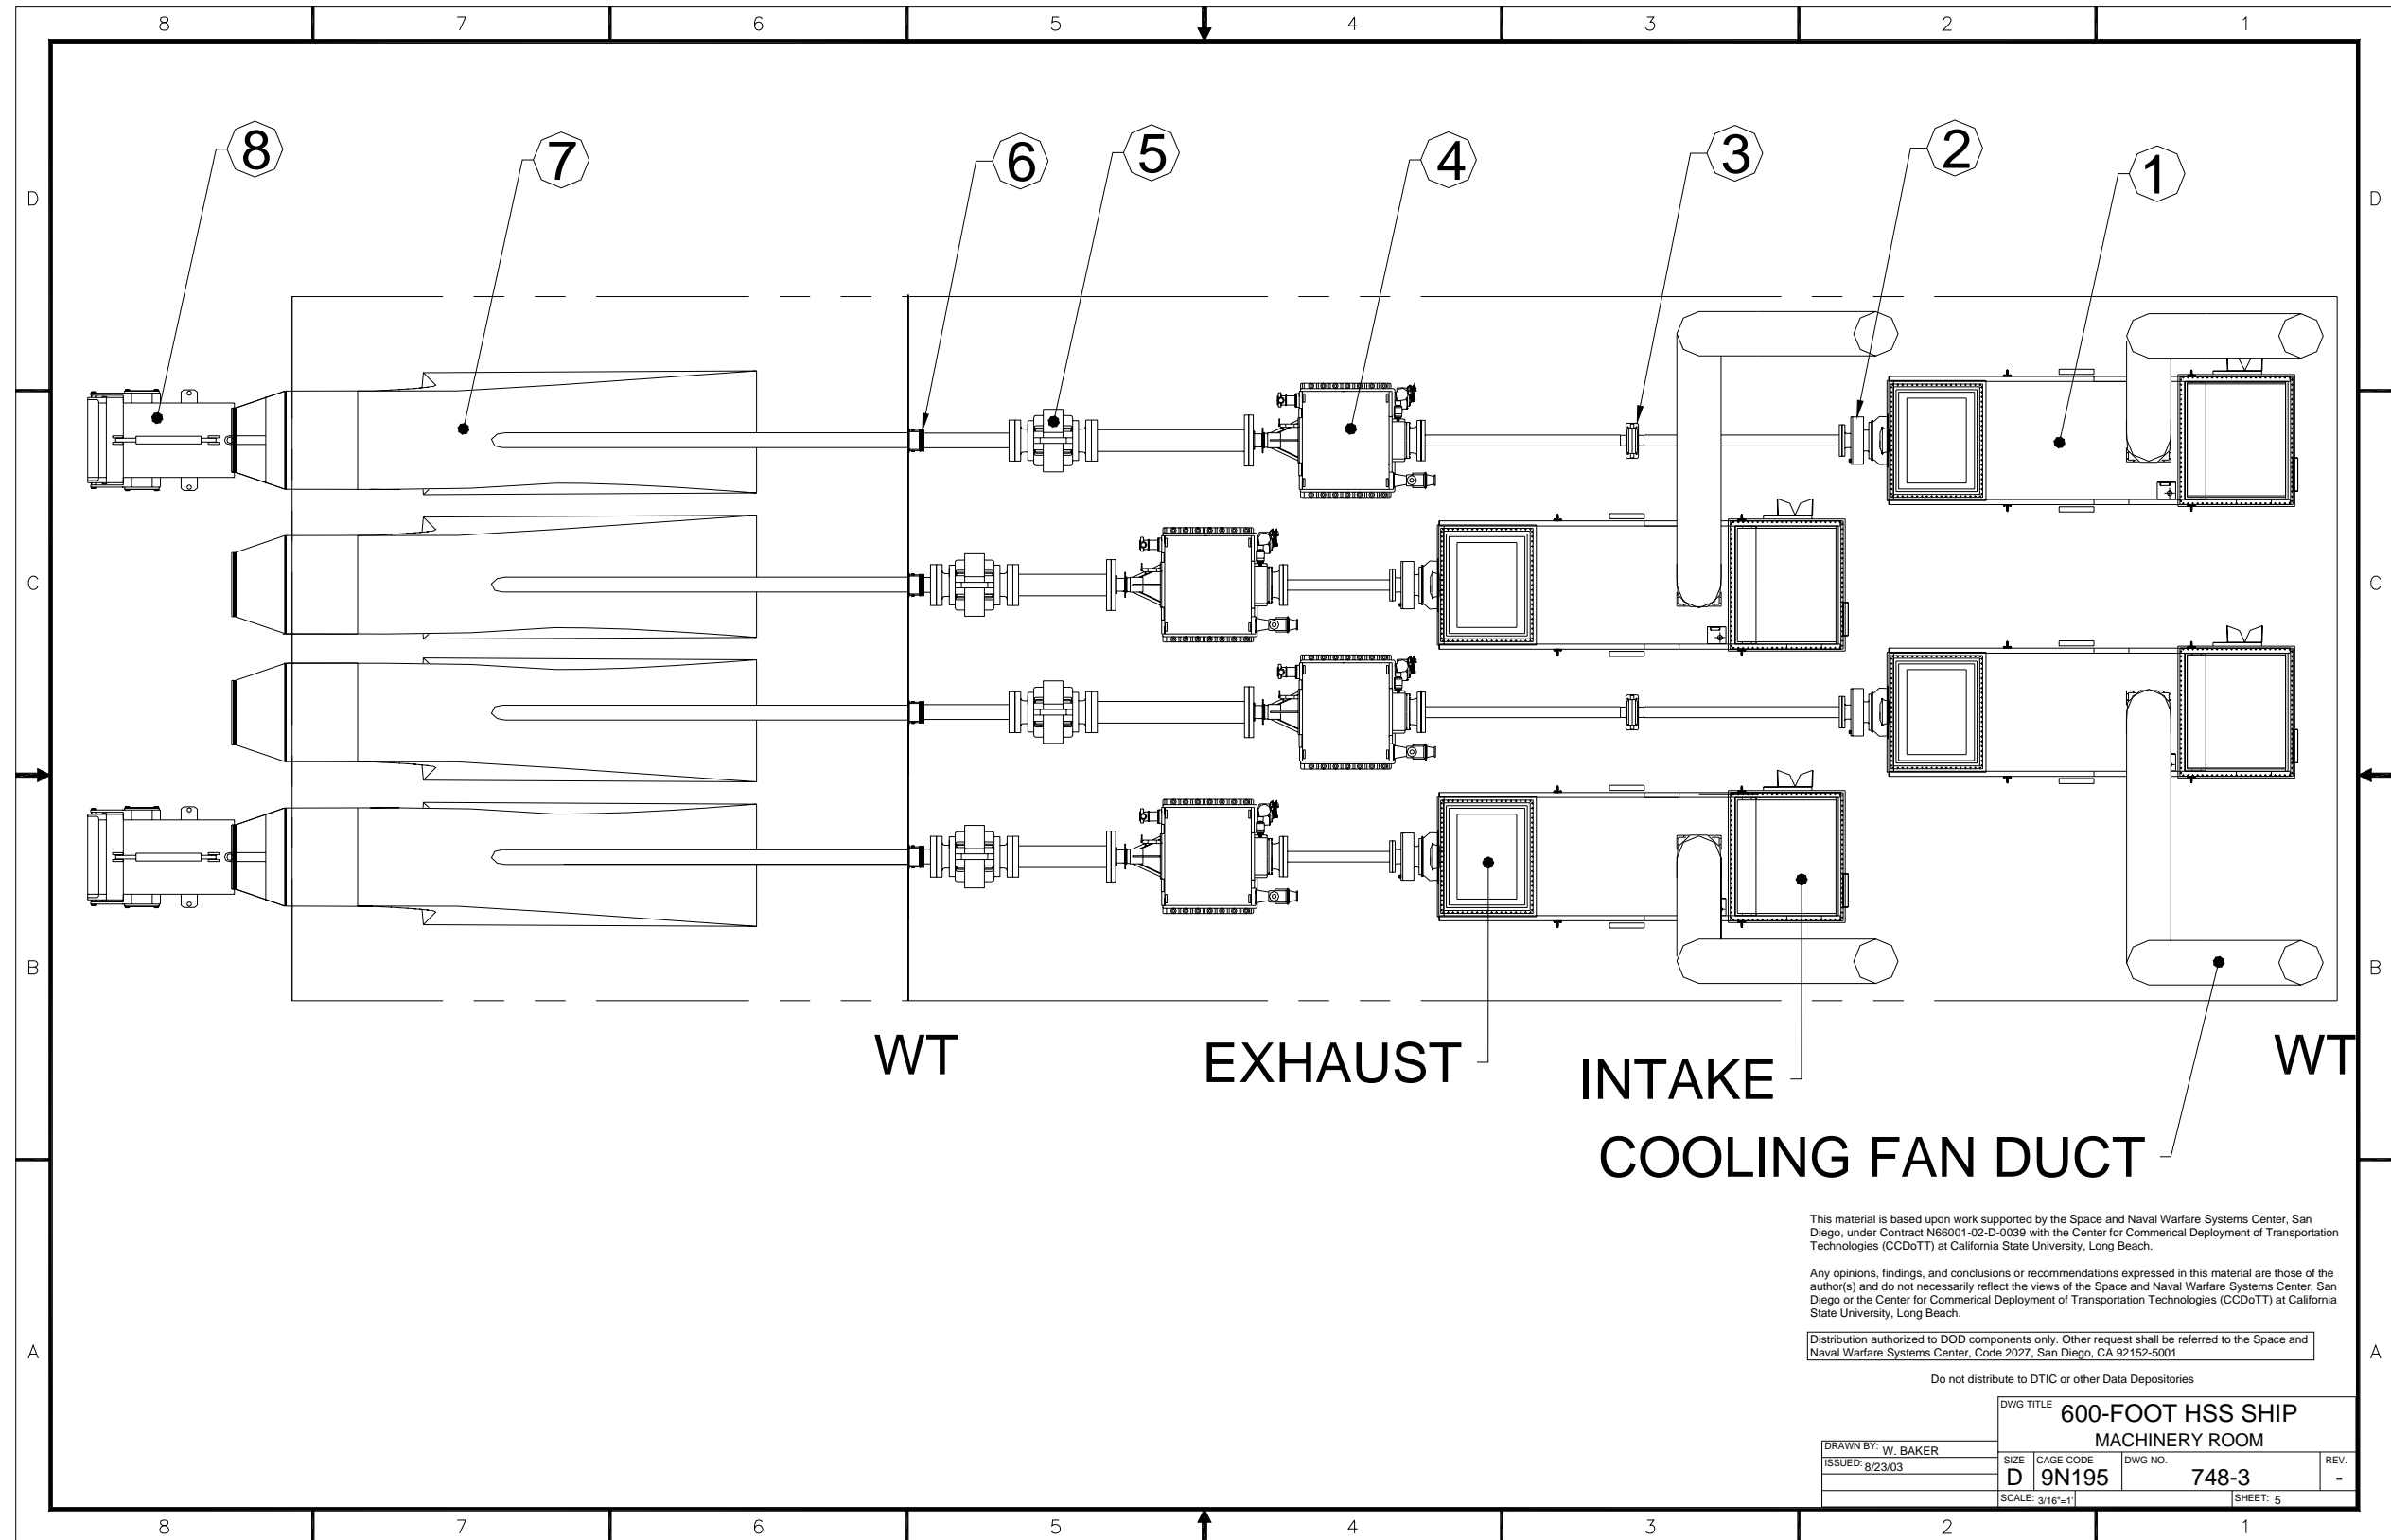 8 7 6 5 4 3 2 1
D D
8 7 6 5 4 3 2 1
C C
B B
WT EXHAUST INTAKE WT
COOLING FAN DUCT
This material is based upon work supported by the Space and Naval Warfare Systems Center, San
Diego, under Contract N66001-02-D-0039 with the Center for Commerical Deployment of Transportation
Technologies (CCDoTT) at California State University, Long Beach.
Any opinions, findings, and conclusions or recommendations expressed in this material are those of the
author(s) and do not necessarily reflect the views of the Space and Naval Warfare Systems Center, San
Diego or the Center for Commerical Deployment of Transportation Technologies (CCDoTT) at California
State University, Long Beach.
Distribution authorized to DOD components only. Other request shall be referred to the Space and
Naval Warfare Systems Center, Code 2027, San Diego, CA 92152-5001
A A
Do not distribute to DTIC or other Data Depositories
DWG TITLE 600-FOOT HSS SHIP
MACHINERY ROOM
DRAWN BY: W. BAKER
ISSUED: 8/23/03
SIZE D
CAGE CODE 9N195
DWG NO. 748-3
REV. -
SCALE: 3/16"=1'
SHEET: 5
8 7 6 5 4 3 2 1